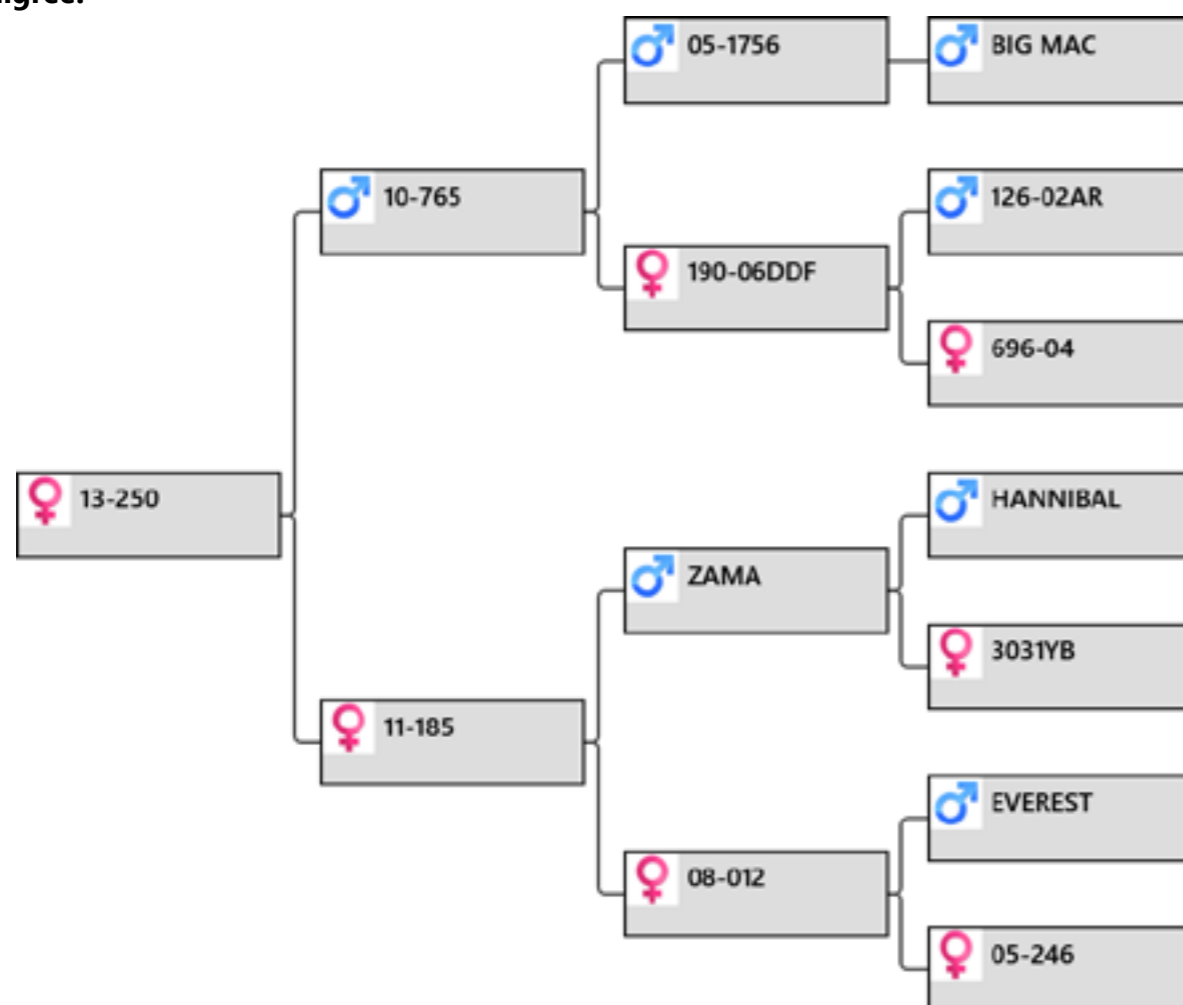 05-1756
BIG MAC
10-765
126-02AR
190-06DDF
696-04
13-250
HANNIBAL
ZAMA
3031YB
11-185
EVEREST
08-012
05-246